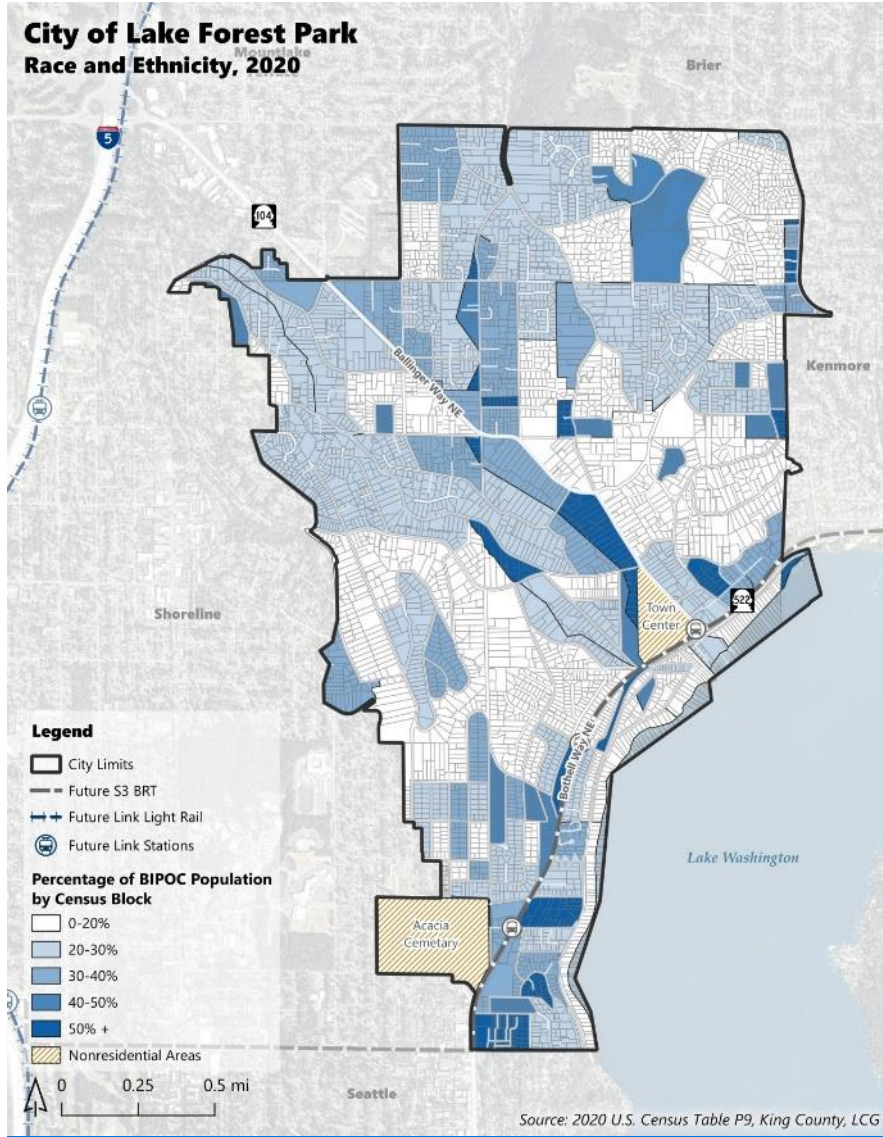 City of Lake Forest Park
Race and Ethnicity, 2020
Mountlake
Terrace
Brier
5
104
Ballinger Way NE
Kenmore
Shoreline
Town
Center
522
Bothell Way NE
Legend
City Limits
Future S3 BRT
Future Link Light Rail
Future Link Stations
Percentage of BIPOC Population
by Census Block
0-20%
20-30%
30-40%
40-50%
50% +
Nonresidential Areas
Acacia
Cemetary
Lake Washington
0 0.25 0.5 mi
Seattle
Source: 2020 U.S. Census Table P9, King County, LCG